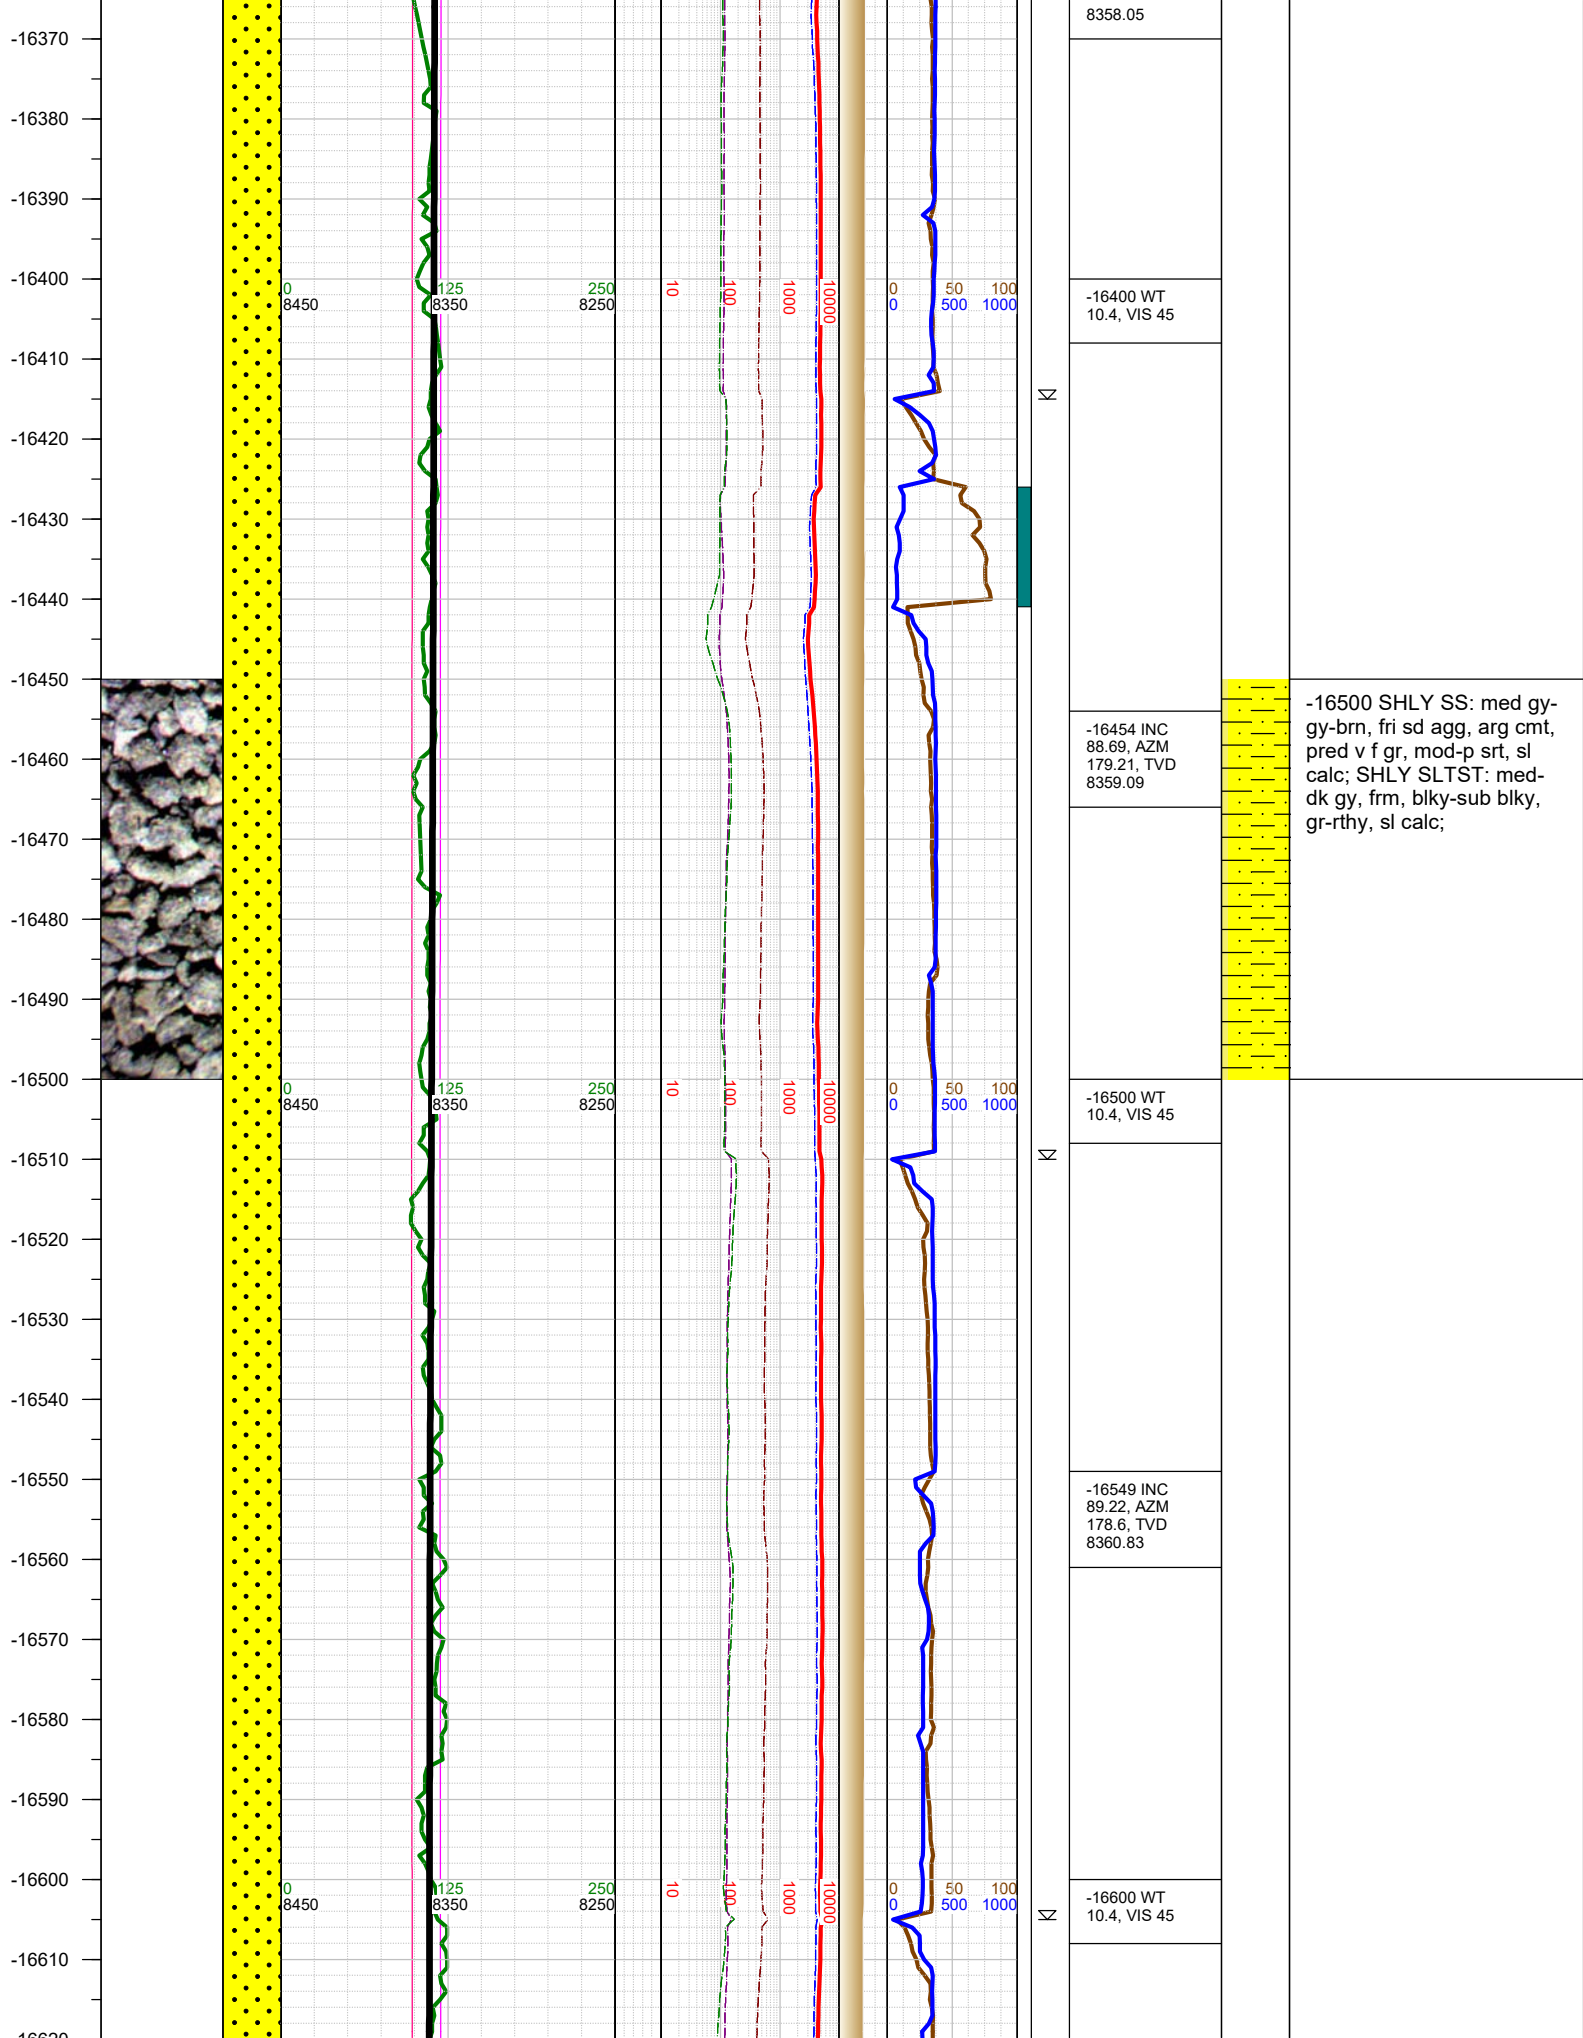 8358.05
-16370
-16380
-16390
-16400
0 125 250 10 100 1000 10000 0 50 100
8450 8350 8250 0 500 1000
-16400 WT
10.4, VIS 45
-16410
-16420
-16430
-16440
-16450
-16500 SHLY SS: med gy-
gy-brn, fri sd agg, arg cmt,
pred v f gr, mod-p srt, sl
calc; SHLY SLTST: med-
dk gy, frm, blky-sub blky,
gr-rthy, sl calc;
-16454 INC
88.69, AZM
179.21, TVD
8359.09
-16460
-16470
-16480
-16490
-16500
0 125 250 10 100 1000 10000 0 50 100
8450 8350 8250 0 500 1000
-16500 WT
10.4, VIS 45
-16510
-16520
-16530
-16540
-16550
-16549 INC
89.22, AZM
178.6, TVD
8360.83
-16560
-16570
-16580
-16590
-16600
0 125 250 10 100 1000 10000 0 50 100
8450 8350 8250 0 500 1000
-16600 WT
10.4, VIS 45
-16610
-16620